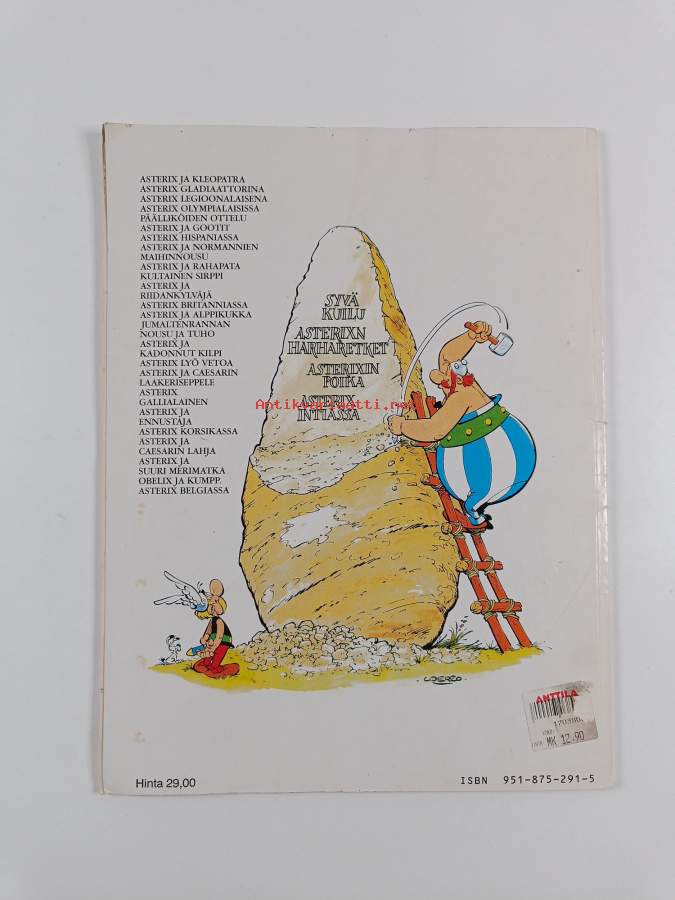 ASTERIX JA KLEOPATRA
ASTERIX GLADIAATTORINA
ASTERIX LEGIOONALAISENA
ASTERIX OLYMPIALAISISSA
PÄÄLLIKÖIDEN OTTELU
ASTERIX JA GOOTIT
ASTERIX HISPANIASSA
ASTERIX JA NORMANNIEN
MAIHINNOUSU
ASTERIX JA RAHAPATA
KULTAINEN SIRPPI
ASTERIX JA
RIIDANKYLVÄJÄ
ASTERIX BRITANNIASSA
ASTERIX JA ALPPIKUKKA
JUMALTENRANNAN
NOUSU JA TUHO
ASTERIX JA
KADONNUT KILPI
ASTERIX LYÖ VETOA
ASTERIX JA CAESARIN
LAAKERISEPPELE
ASTERIX
GALLIALAINEN
ASTERIX JA
ENNUSTAJA
ASTERIX KORSIKASSA
ASTERIX JA
CAESARIN LAHJA
ASTERIX JA
SUURI MERIMATKA
OBELIX JA KUMPP.
ASTERIX BELGIASSA
SYVÄ
KUILU
ASTERIXN
HARHARETKET
ASTERIXIN
POIKA
ASTERIX
INTIASSA
Antikvariaatti.net
UDERZO
ANTTILA
MK 12.90
Hinta 29,00
ISBN 951-875-291-5